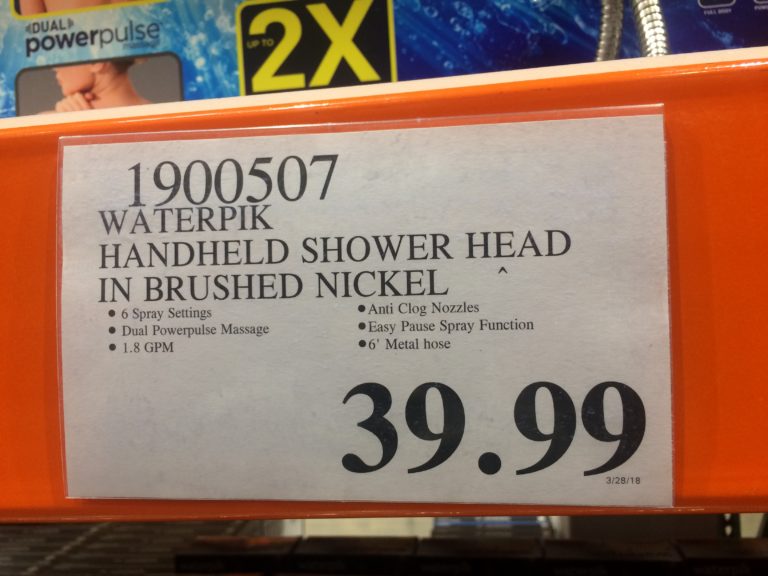 DUAL
powerpulse
massage
UP TO 2X
1900507
WATERPIK
HANDHELD SHOWER HEAD
IN BRUSHED NICKEL
• 6 Spray Settings
• Dual Powerpulse Massage
• 1.8 GPM
• Anti Clog Nozzles
• Easy Pause Spray Function
• 6' Metal hose
39.99
3/28/18